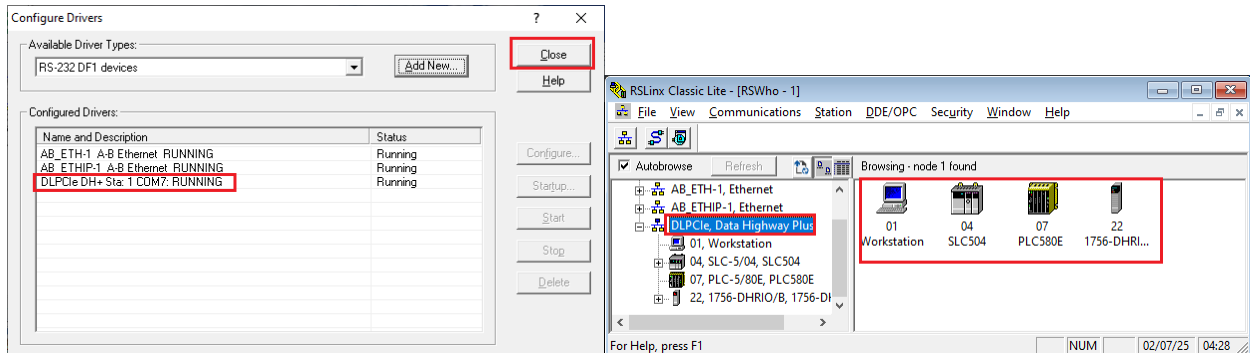 Configure Drivers
? ×
Available Driver Types:
RS-232 DF1 devices
Add New...
Close
Help
Configured Drivers:
Name and Description Status
AB_ETH-1 A-B Ethernet RUNNING Running
AB_ETHIP-1 A-B Ethernet RUNNING Running
DLPCIe DH+ Sta: 1 COM7: RUNNING Running
Configure...
Startup...
Start
Stop
Delete
RSLinx Classic Lite - [RSWho - 1]
File View Communications Station DDE/OPC Security Window Help
Autobrowse Refresh Browsing - node 1 found
AB_ETH-1, Ethernet
AB_ETHIP-1, Ethernet
DLPCIe, Data Highway Plus
01, Workstation
04, SLC-5/04, SLC504
07, PLC-5/80E, PLC580E
22, 1756-DHRIO/B, 1756-DH
01
Workstation
04
SLC504
07
PLC580E
22
1756-DHRI...
For Help, press F1 NUM 02/07/25 04:28